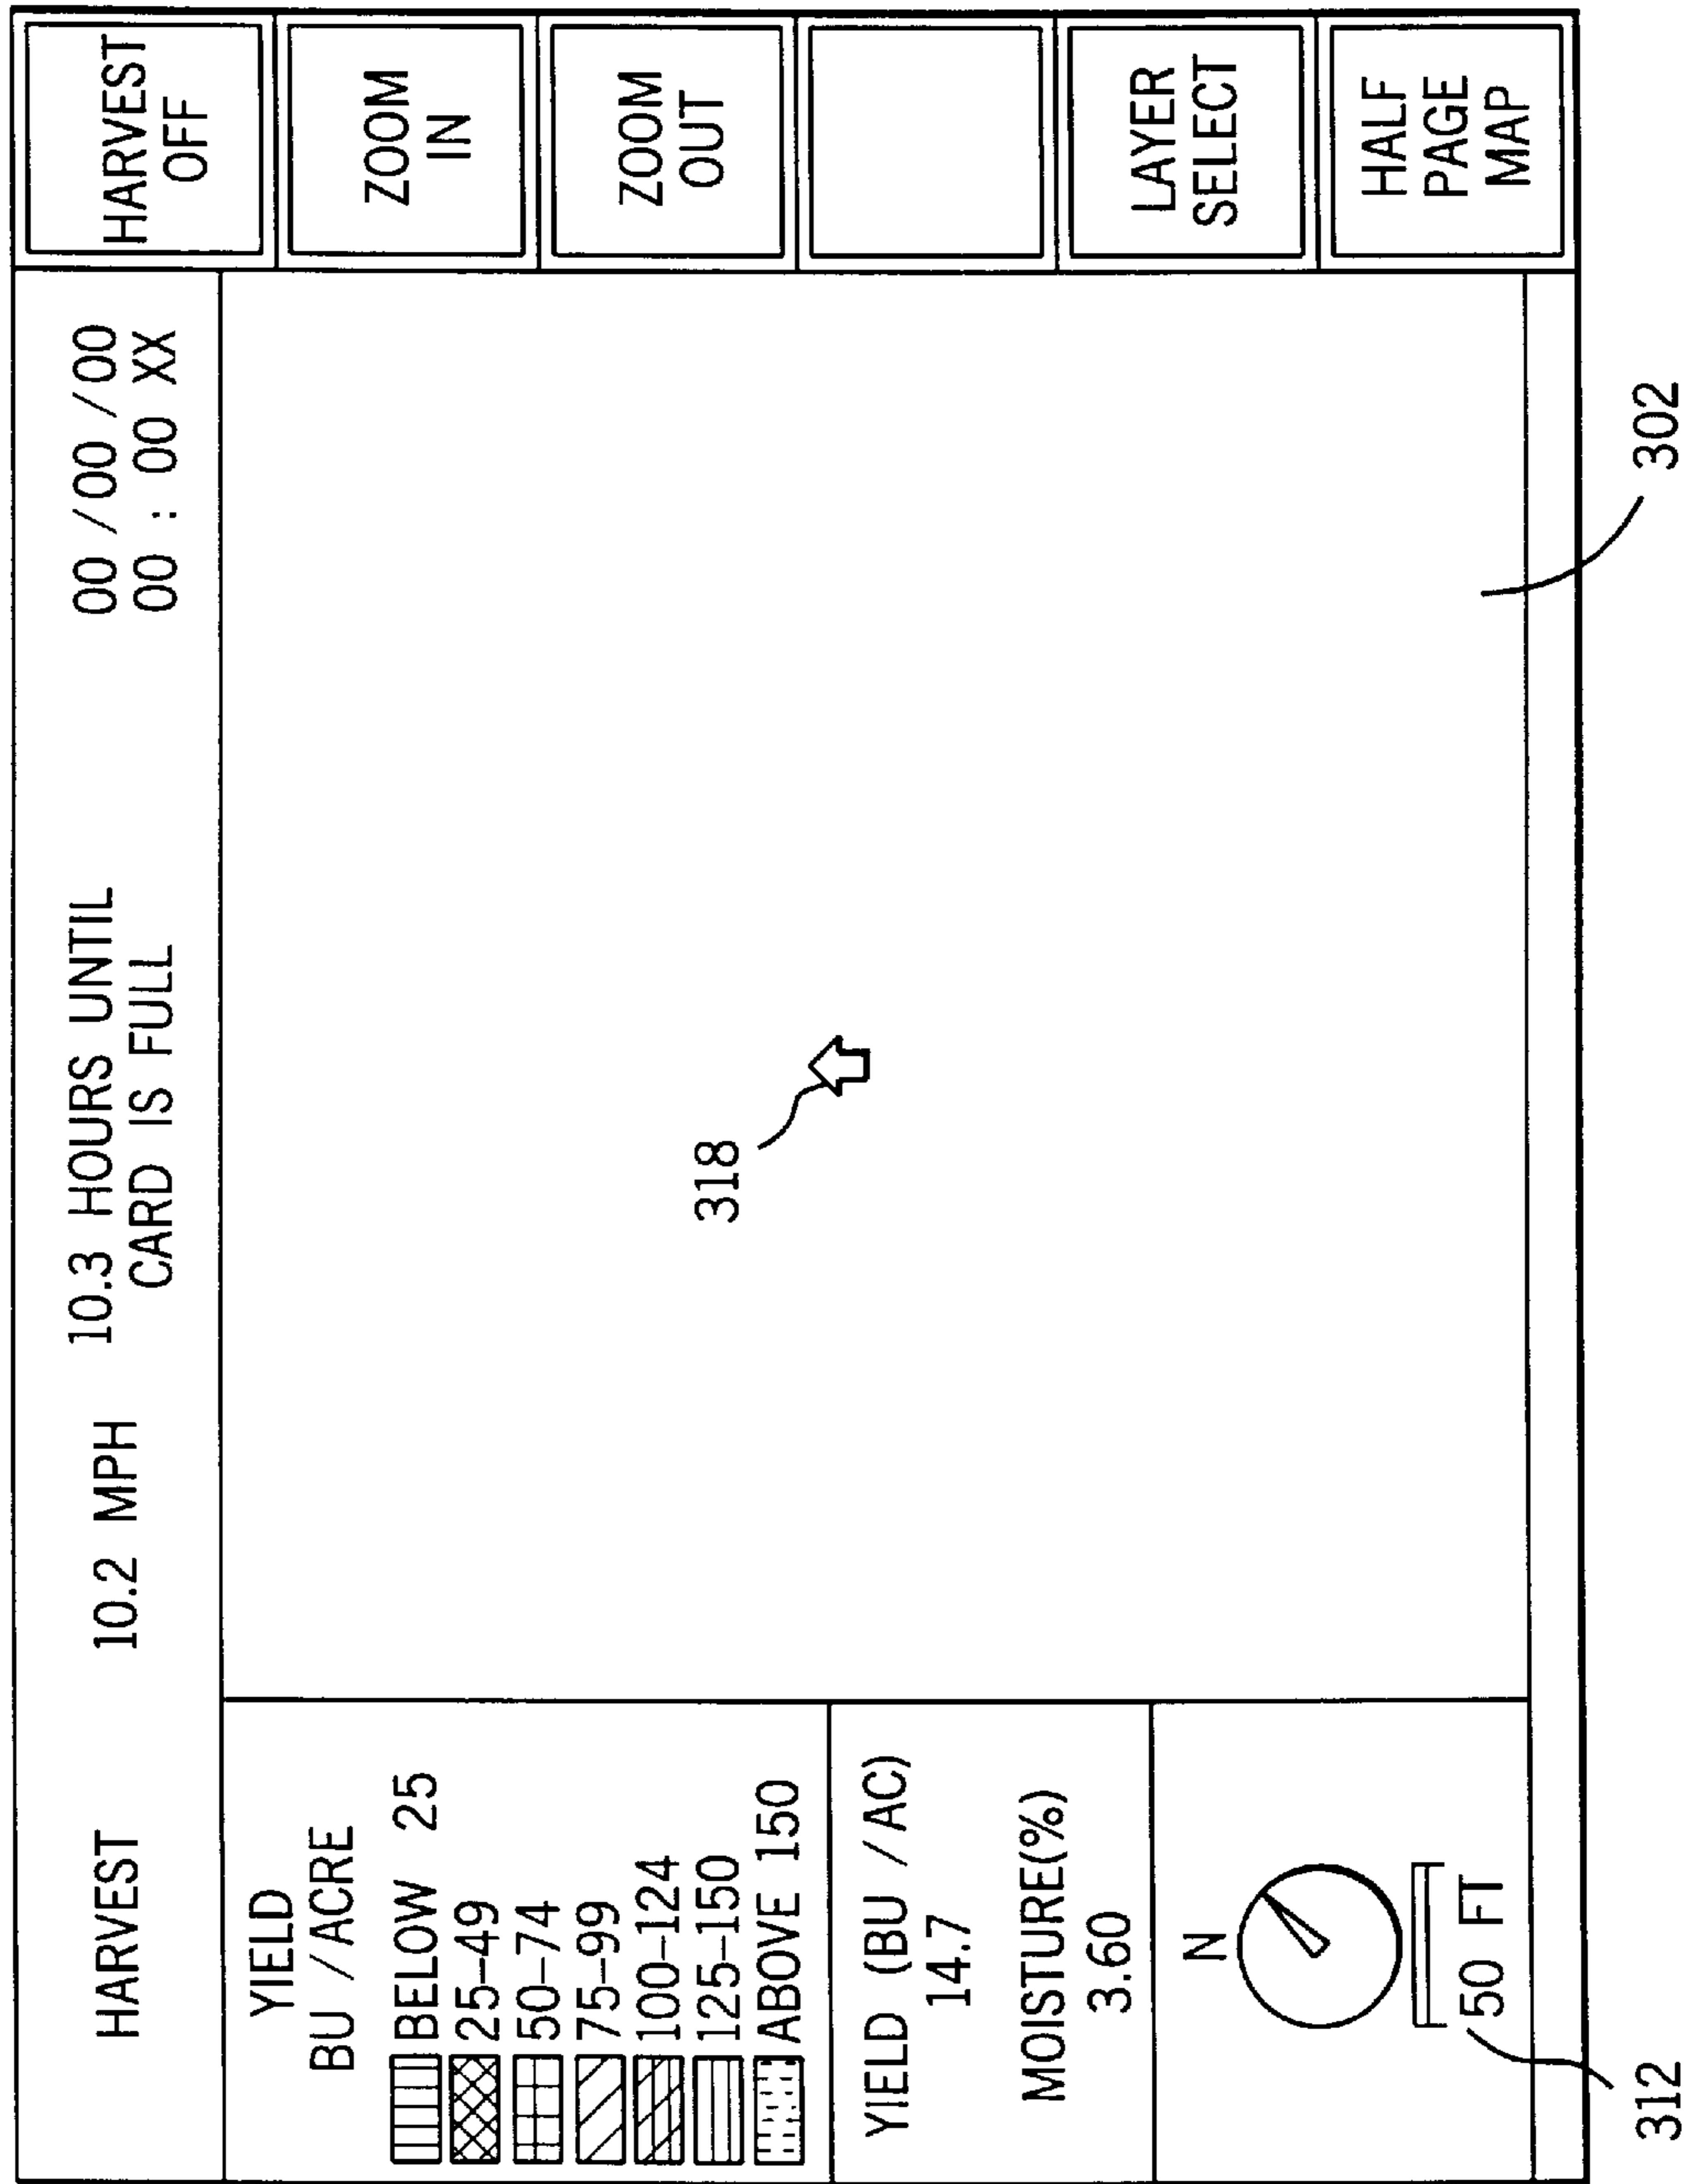 HARVEST
10.2 MPH
10.3 HOURS UNTIL
CARD IS FULL
00 / 00 / 00
00 : 00 XX
HARVEST
OFF
ZOOM
IN
ZOOM
OUT
LAYER
SELECT
HALF
PAGE
MAP
YIELD
BU / ACRE
BELOW 25
25–49
50–74
75–99
100–124
125–150
ABOVE 150
YIELD (BU / AC)
14.7
MOISTURE(%)
3.60
N
50 FT
318
312
302